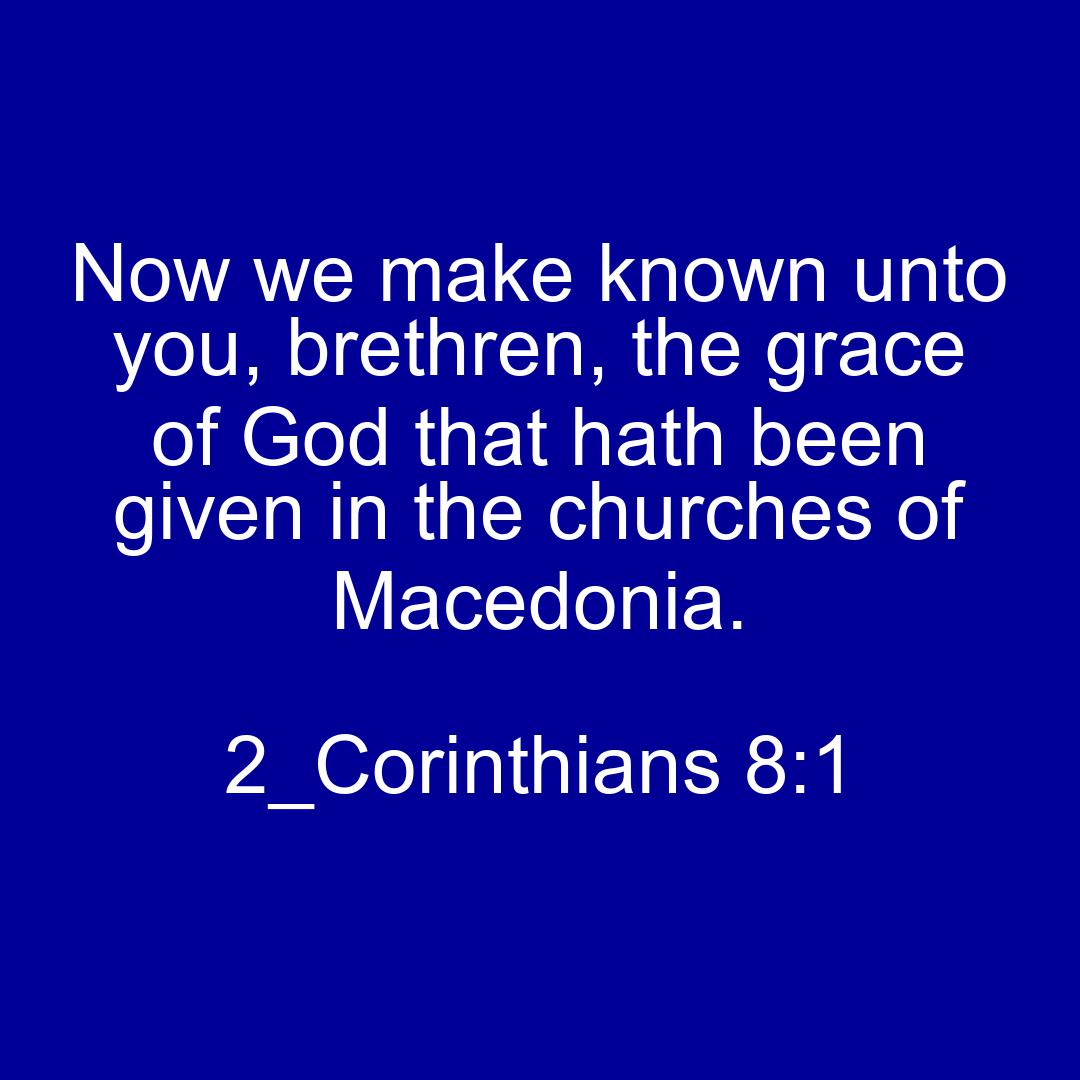 Now we make known unto
you, brethren, the grace
of God that hath been
given in the churches of
Macedonia.
2_Corinthians 8:1